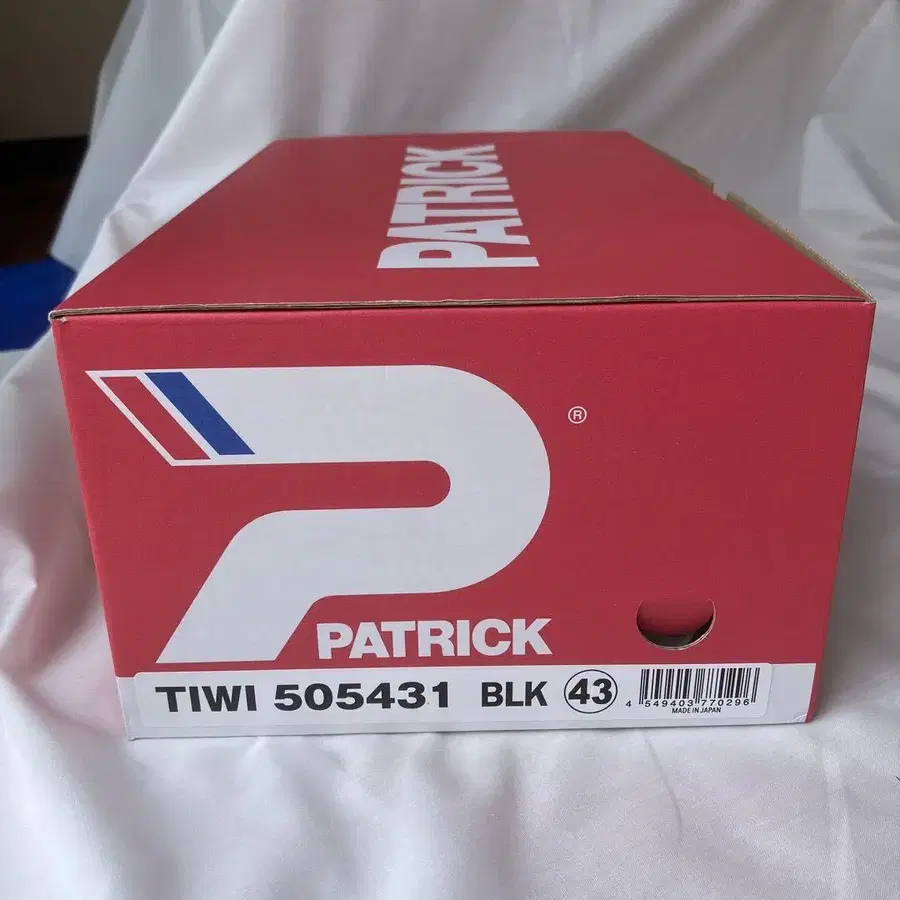 PATRICK
®
PATRICK
TIWI 505431 BLK 43
4 549403 770296
MADE IN JAPAN